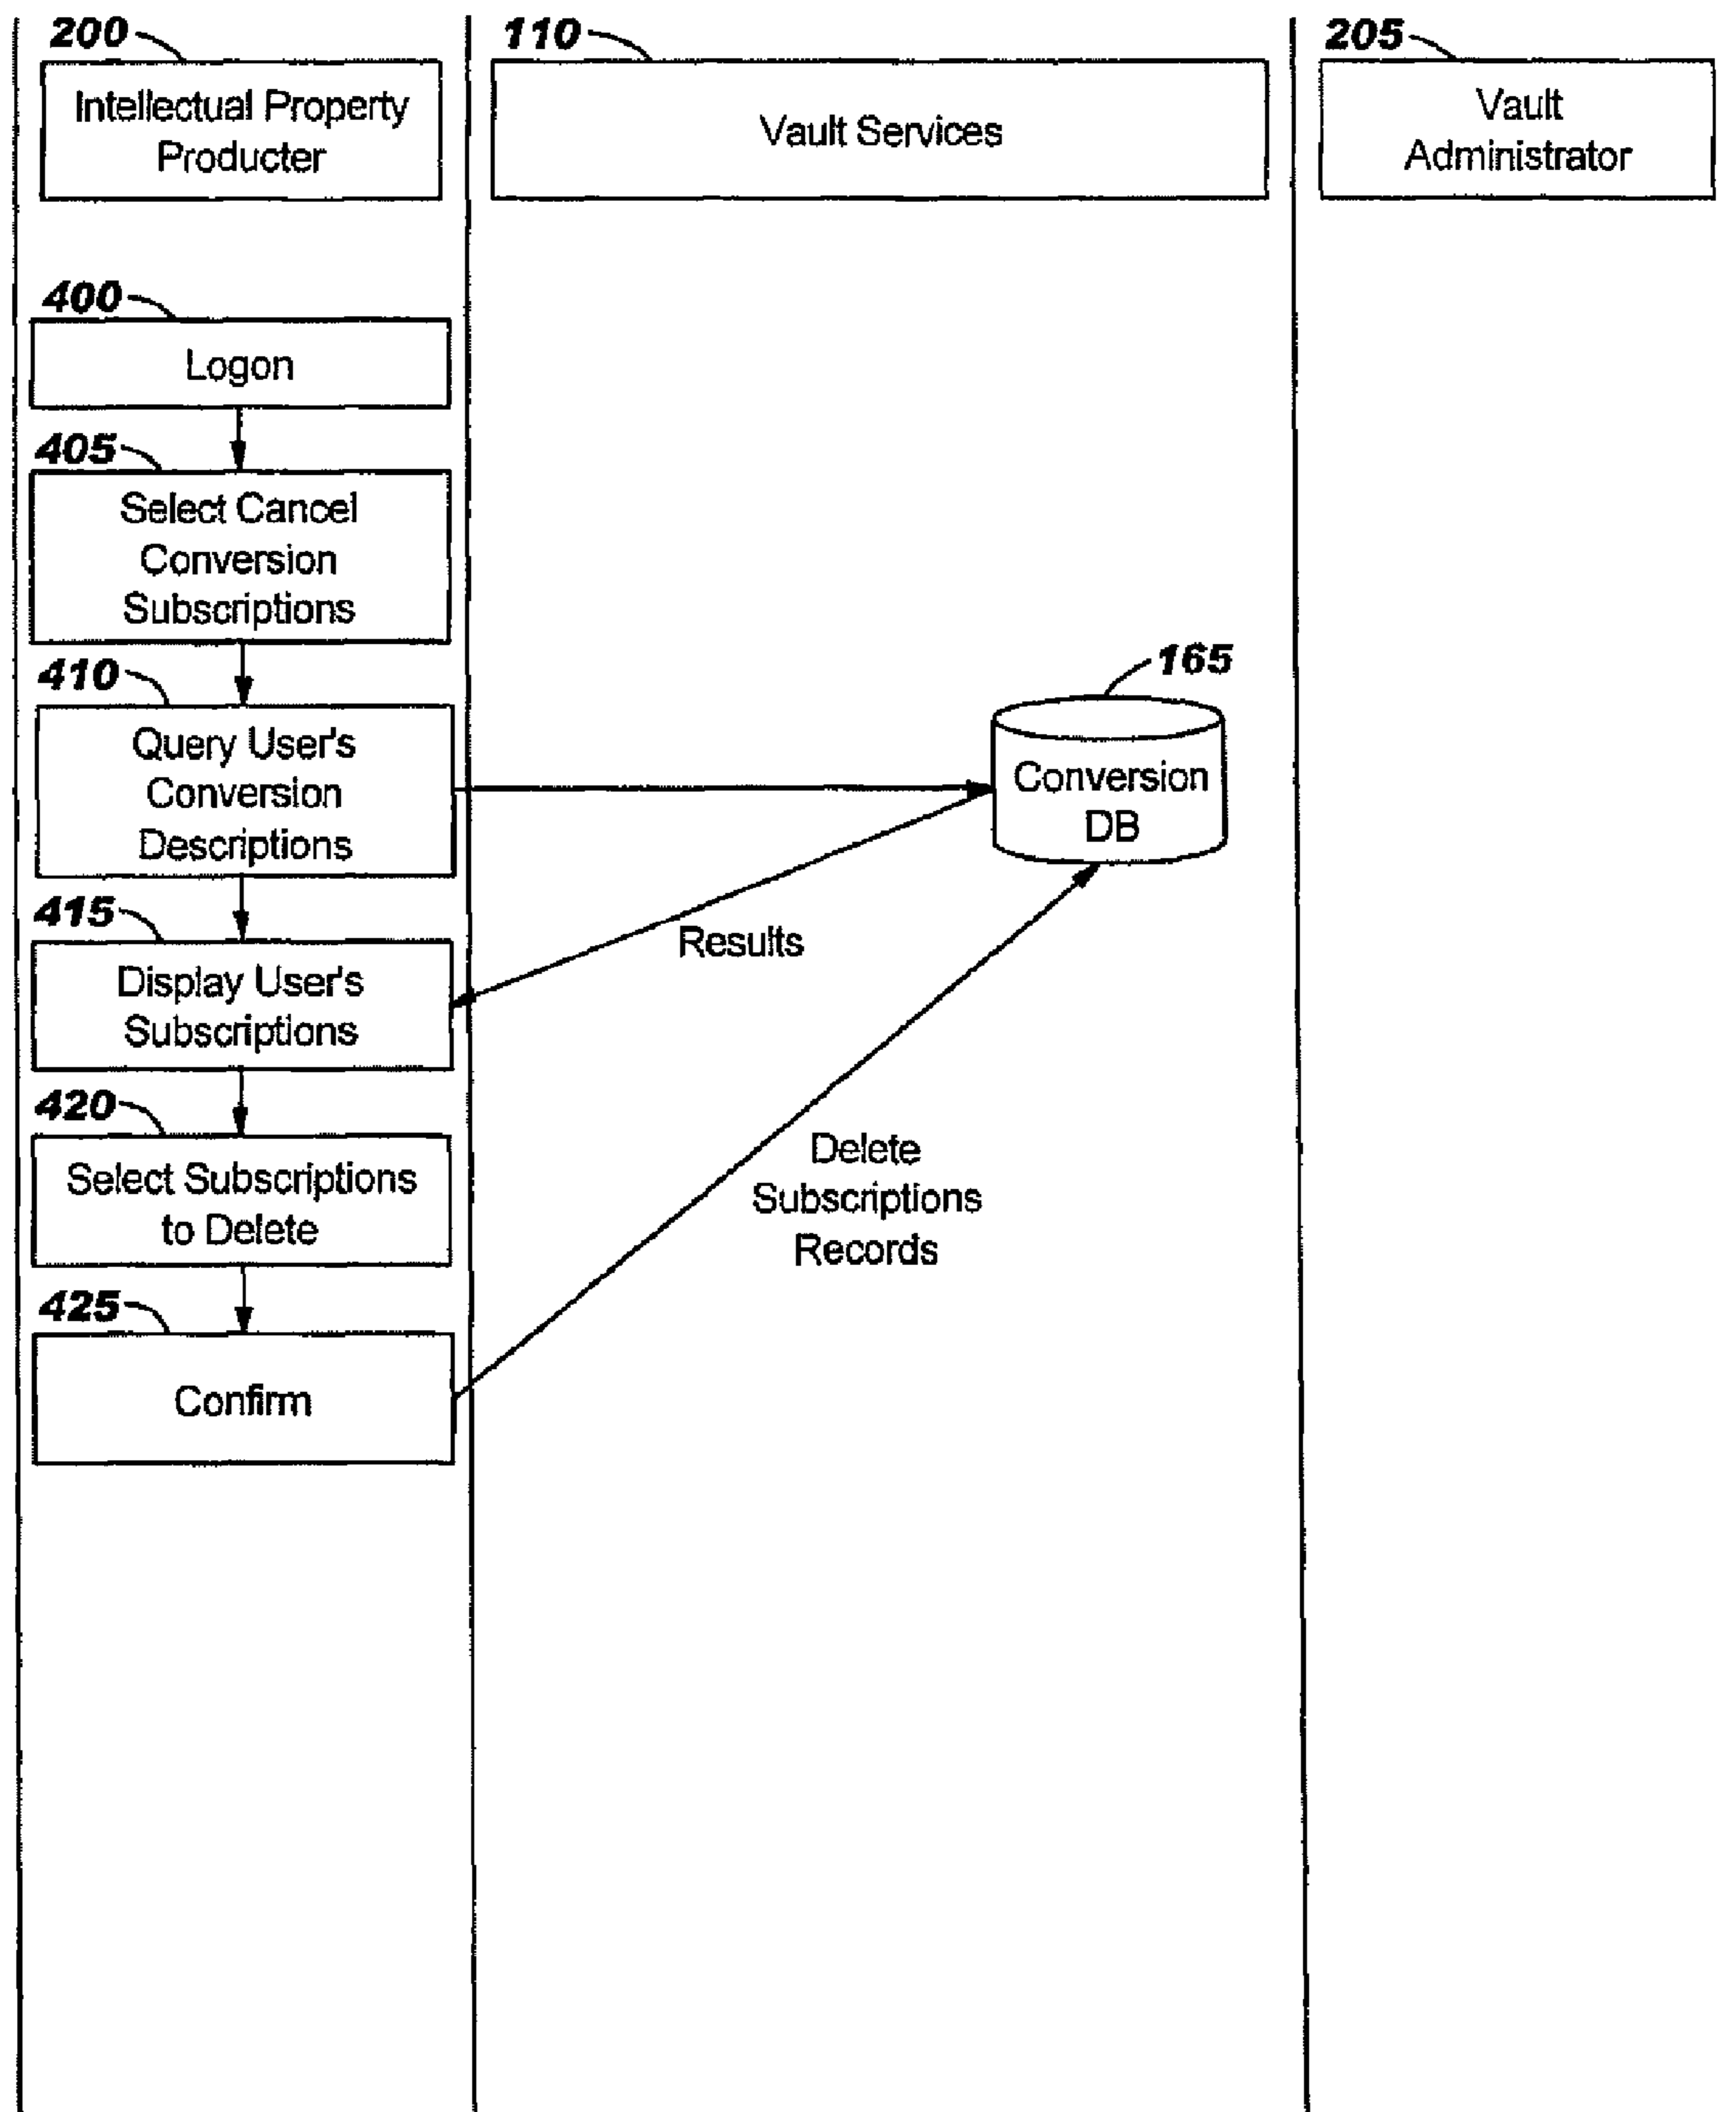 200
Intellectual Property
Producter
110
Vault Services
205
Vault
Administrator
400
Logon
405
Select Cancel
Conversion
Subscriptions
410
Query User's
Conversion
Descriptions
165
Conversion
DB
415
Display User's
Subscriptions
Results
420
Select Subscriptions
to Delete
Delete
Subscriptions
Records
425
Confirm